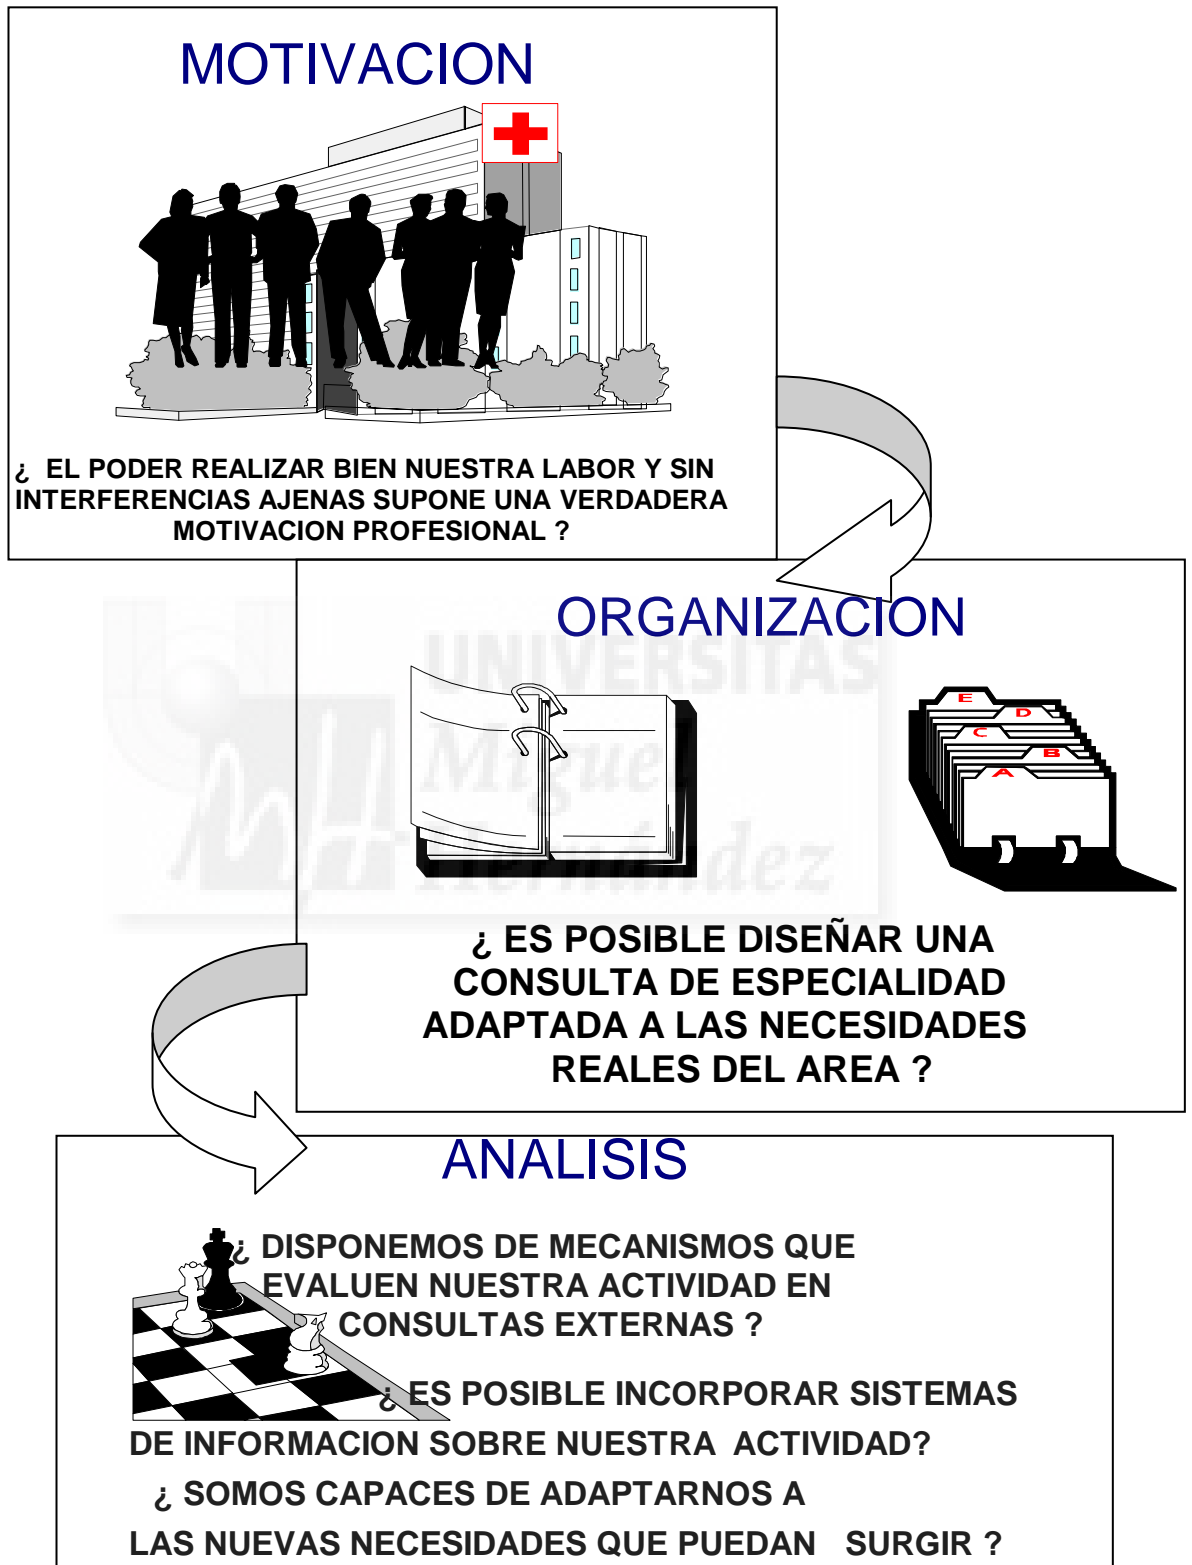 MOTIVACION
¿ EL PODER REALIZAR BIEN NUESTRA LABOR Y SIN
INTERFERENCIAS AJENAS SUPONE UNA VERDADERA
MOTIVACION PROFESIONAL ?
ORGANIZACION
UNIVERSITAS
Miguel
Hernández
E
D
C
B
A
¿ ES POSIBLE DISEÑAR UNA
CONSULTA DE ESPECIALIDAD
ADAPTADA A LAS NECESIDADES
REALES DEL AREA ?
ANALISIS
¿ DISPONEMOS DE MECANISMOS QUE
EVALUEN NUESTRA ACTIVIDAD EN
CONSULTAS EXTERNAS ?
¿ ES POSIBLE INCORPORAR SISTEMAS
DE INFORMACION SOBRE NUESTRA ACTIVIDAD?
¿ SOMOS CAPACES DE ADAPTARNOS A
LAS NUEVAS NECESIDADES QUE PUEDAN SURGIR ?